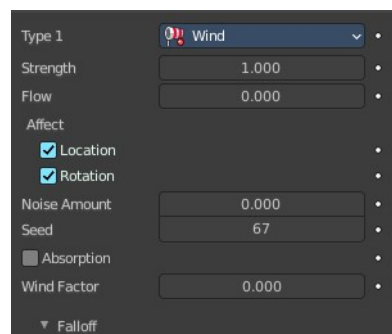 Type 1 Wind
Strength 1.000
Flow 0.000
Affect
Location
Rotation
Noise Amount 0.000
Seed 67
Absorption
Wind Factor 0.000
Falloff